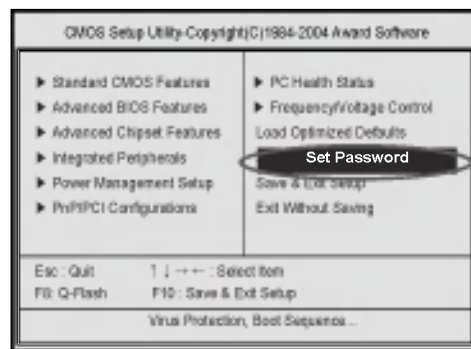 CMOS Setup Utility-Copyright(C)1984-2004 Award Software
▶ Standard CMOS Features
▶ Advanced BIOS Features
▶ Advanced Chipset Features
▶ Integrated Peripherals
▶ Power Management Setup
▶ PnP/PCI Configurations
▶ PC Health Status
▶ Frequency/Voltage Control
Load Optimized Defaults
Set Password
Save & Exit Setup
Exit Without Saving
Esc : Quit ↑ ↓ → ← : Select Item
F8: Q-Flash F10 : Save & Exit Setup
Virus Protection, Boot Sequence...